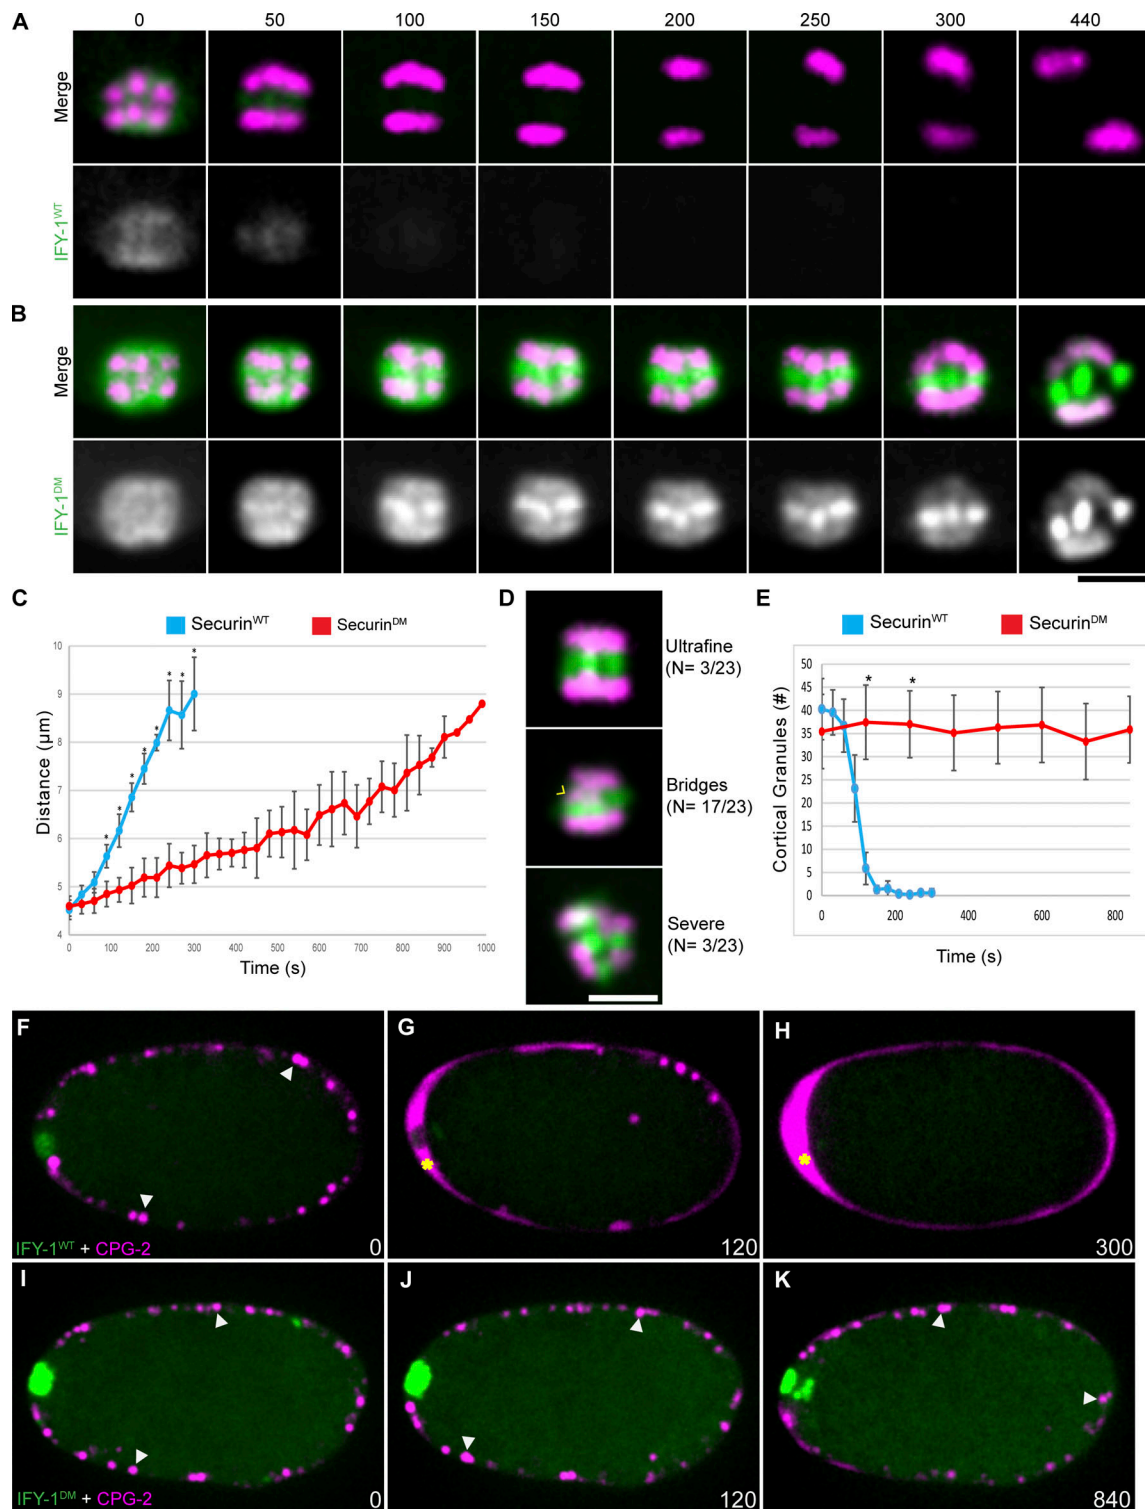 A
0 50 100 150 200 250 300 440
Merge
IFY-1WT
B
Merge
IFY-1DM
C
SecurinWT SecurinDM
10
9
8
7
6
5
4
Distance (µm)
0 100 200 300 400 500 600 700 800 900 1000
Time (s)
D
Ultrafine
(N= 3/23)
Bridges
(N= 17/23)
Severe
(N= 3/23)
E
SecurinWT SecurinDM
50
45
40
35
30
25
20
15
10
5
0
Cortical Granules (#)
* *
0 200 400 600 800
Time (s)
F
IFY-1WT + CPG-2
0
G
120
H
300
I
IFY-1DM + CPG-2
0
J
120
K
840